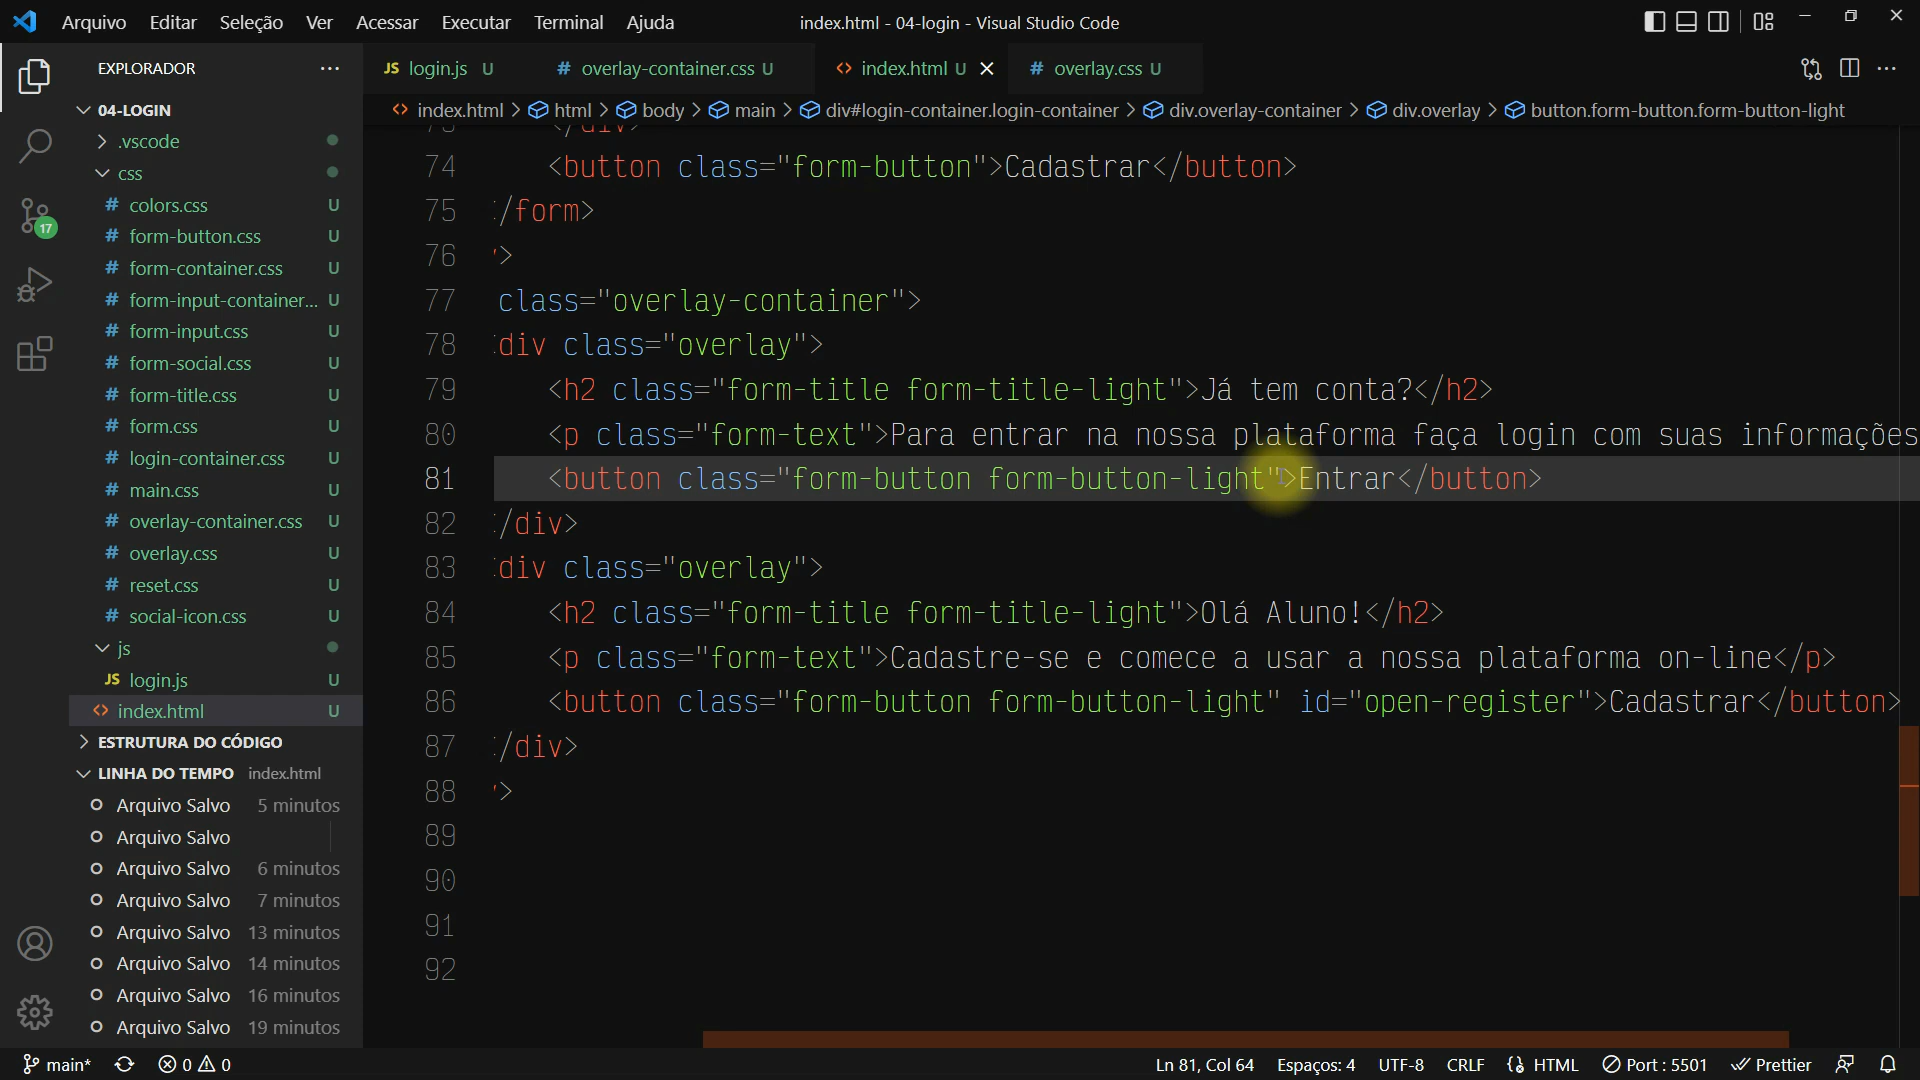 Arquivo Editar Seleção Ver Acessar Executar Terminal Ajuda
index.html - 04-login - Visual Studio Code
EXPLORADOR
login.js U
overlay-container.css U
index.html U
overlay.css U
index.html > html > body > main > div#login-container.login-container > div.overlay-container > div.overlay > button.form-button.form-button-light
04-LOGIN
.vscode
css
colors.css U
form-button.css U
form-container.css U
form-input-container... U
form-input.css U
form-social.css U
form-title.css U
form.css U
login-container.css U
main.css U
overlay-container.css U
overlay.css U
reset.css U
social-icon.css U
js
JS login.js U
index.html U
ESTRUTURA DO CÓDIGO
LINHA DO TEMPO index.html
Arquivo Salvo 5 minutos
Arquivo Salvo
Arquivo Salvo 6 minutos
Arquivo Salvo 7 minutos
Arquivo Salvo 13 minutos
Arquivo Salvo 14 minutos
Arquivo Salvo 16 minutos
Arquivo Salvo 19 minutos
17
74 <button class="form-button">Cadastrar</button>
75 /form>
76 >
77 class="overlay-container">
78 div class="overlay">
79 <h2 class="form-title form-title-light">Já tem conta?</h2>
80 <p class="form-text">Para entrar na nossa plataforma faça login com suas informações
81 <button class="form-button form-button-light">Entrar</button>
82 /div>
83 div class="overlay">
84 <h2 class="form-title form-title-light">Olá Aluno!</h2>
85 <p class="form-text">Cadastre-se e comece a usar a nossa plataforma on-line</p>
86 <button class="form-button form-button-light" id="open-register">Cadastrar</button>
87 /div>
88 >
89
90
91
92
main* 0 0 Ln 81, Col 64 Espaços: 4 UTF-8 CRLF HTML Port : 5501 Prettier